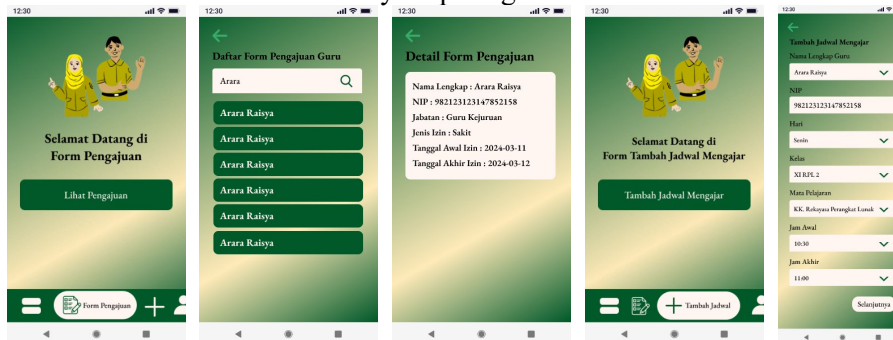 12:30
Selamat Datang di
Form Pengajuan
Lihat Pengajuan
Form Pengajuan
12:30
Daftar Form Pengajuan Guru
Arara
Arara Raisya
Arara Raisya
Arara Raisya
Arara Raisya
Arara Raisya
Arara Raisya
12:30
Detail Form Pengajuan
Nama Lengkap : Arara Raisya
NIP : 982123123147852158
Jabatan : Guru Kejuruan
Jenis Izin : Sakit
Tanggal Awal Izin : 2024-03-11
Tanggal Akhir Izin : 2024-03-12
12:30
Selamat Datang di
Form Tambah Jadwal Mengajar
Tambah Jadwal Mengajar
Tambah Jadwal
12:30
Tambah Jadwal Mengajar
Nama Lengkap Guru
Arara Raisya
NIP
982123123147852158
Hari
Senin
Kelas
XI RPL 2
Mata Pelajaran
KK. Rekayasa Perangkat Lunak
Jam Awal
10:30
Jam Akhir
11:00
Selanjutnya